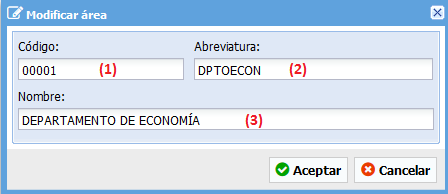 Modificar área
Código: Abreviatura:
00001 (1) DPTOECON (2)
Nombre:
DEPARTAMENTO DE ECONOMÍA (3)
Aceptar Cancelar